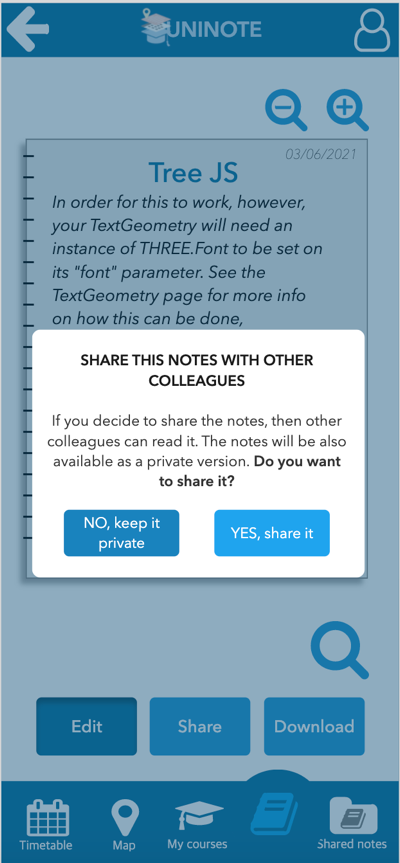 UNINOTE
03/06/2021
Tree JS
In order for this to work, however,
your TextGeometry will need an
instance of THREE.Font to be set on
its "font" parameter. See the
TextGeometry page for more info
on how this can be done,
SHARE THIS NOTES WITH OTHER
COLLEAGUES
If you decide to share the notes, then other
colleagues can read it. The notes will be also
available as a private version. Do you want
to share it?
NO, keep it
private
YES, share it
Edit
Share
Download
Timetable
Map
My courses
Shared notes